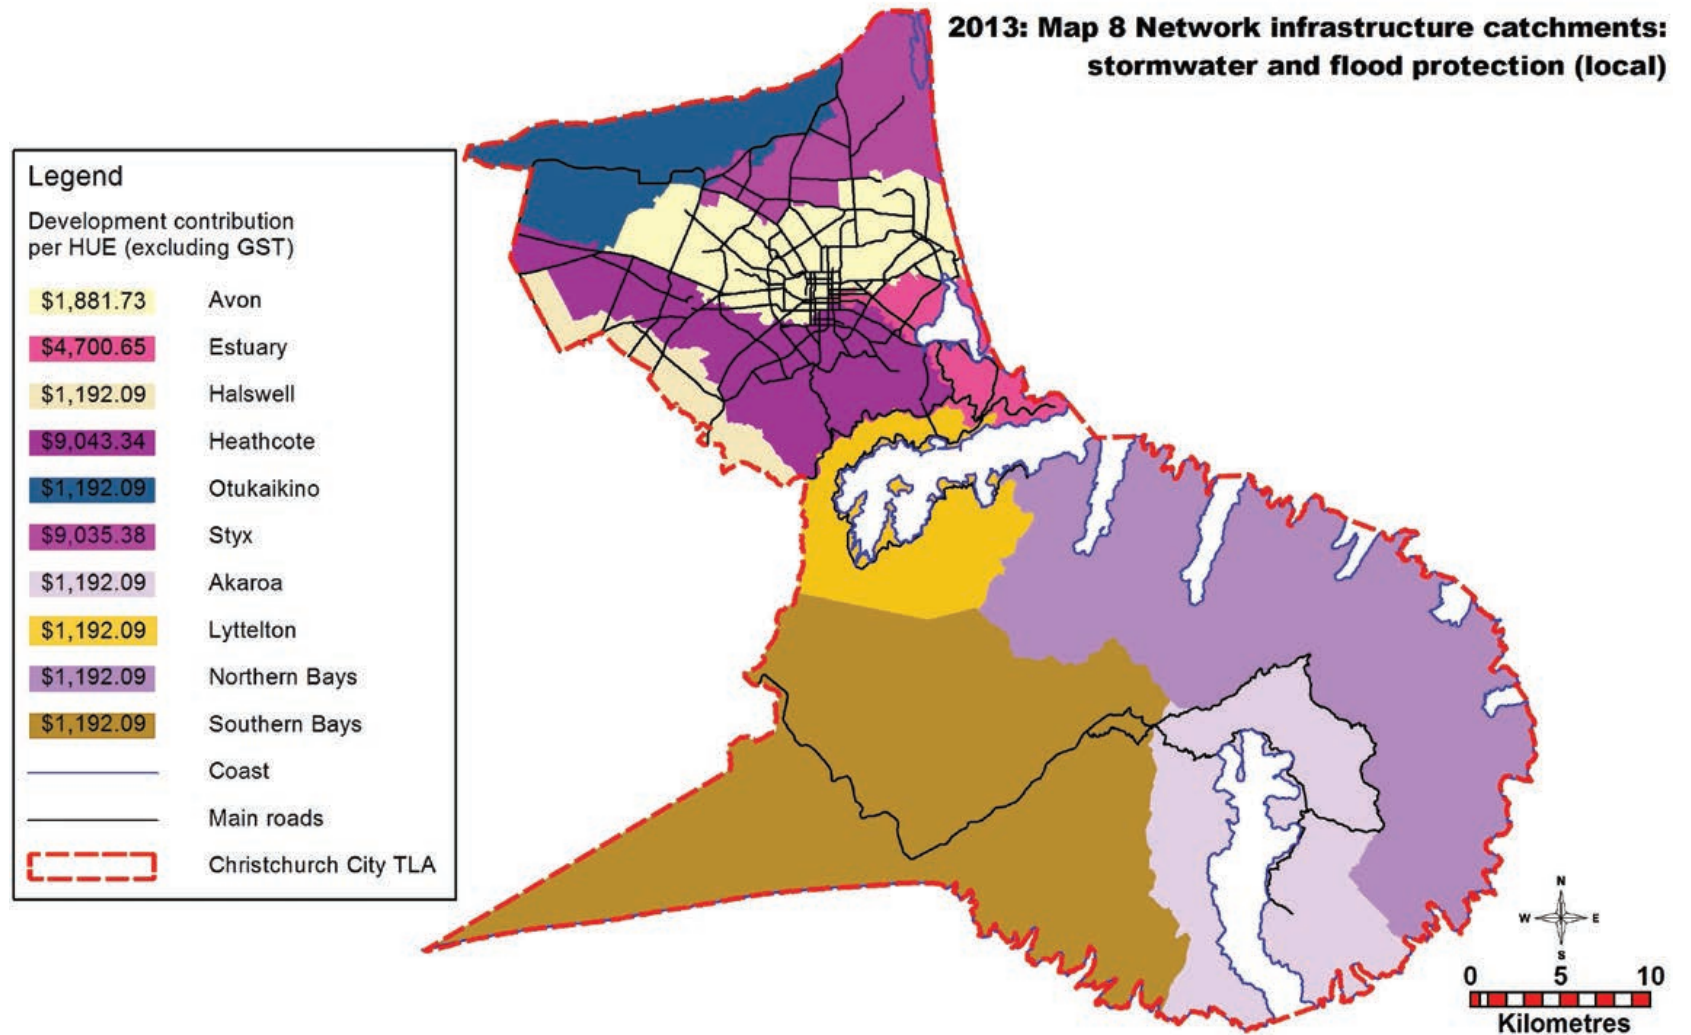 2013: Map 8 Network infrastructure catchments:
stormwater and flood protection (local)
Legend
Development contribution
per HUE (excluding GST)
$1,881.73 Avon
$4,700.65 Estuary
$1,192.09 Halswell
$9,043.34 Heathcote
$1,192.09 Otukaikino
$9,035.38 Styx
$1,192.09 Akaroa
$1,192.09 Lyttelton
$1,192.09 Northern Bays
$1,192.09 Southern Bays
Coast
Main roads
Christchurch City TLA
N
W E
S
0 5 10
Kilometres